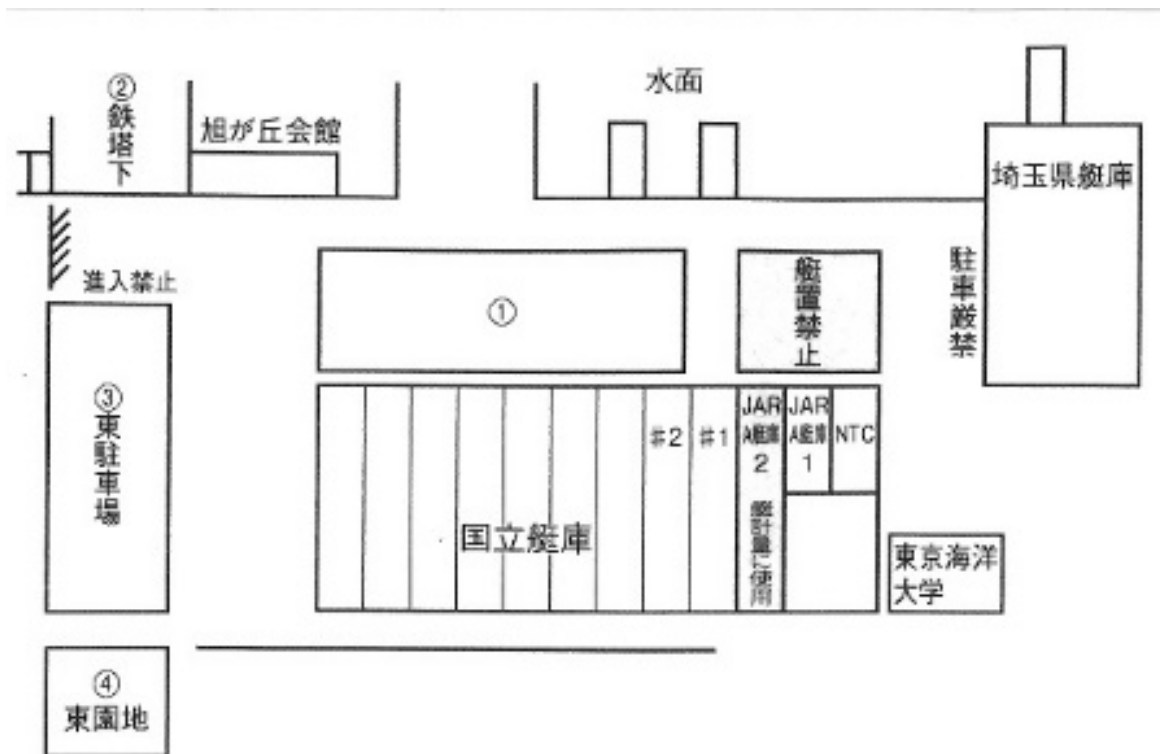 水面
②鉄塔下
旭が丘会館
埼玉県艇庫
進入禁止
①
艇置禁止
駐車厳禁
③東駐車場
#2
#1
JAR
A艇庫
2
艇計量に使用
JAR
A艇庫
1
NTC
国立艇庫
東京海洋
大学
④
東園地